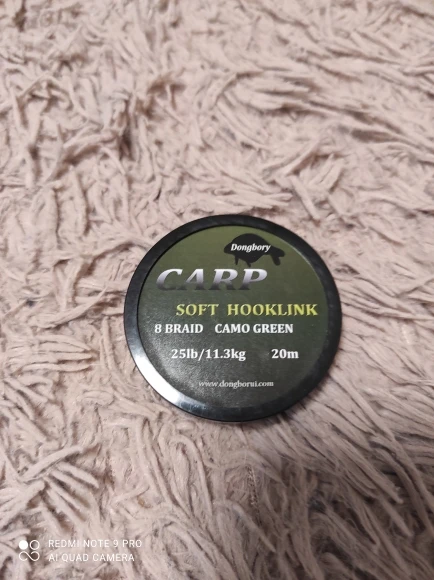 Dongbory
CARP
SOFT HOOKLINK
8 BRAID CAMO GREEN
25lb/11.3kg 20m
www.dongborui.com
REDMI NOTE 9 PRO
AI QUAD CAMERA